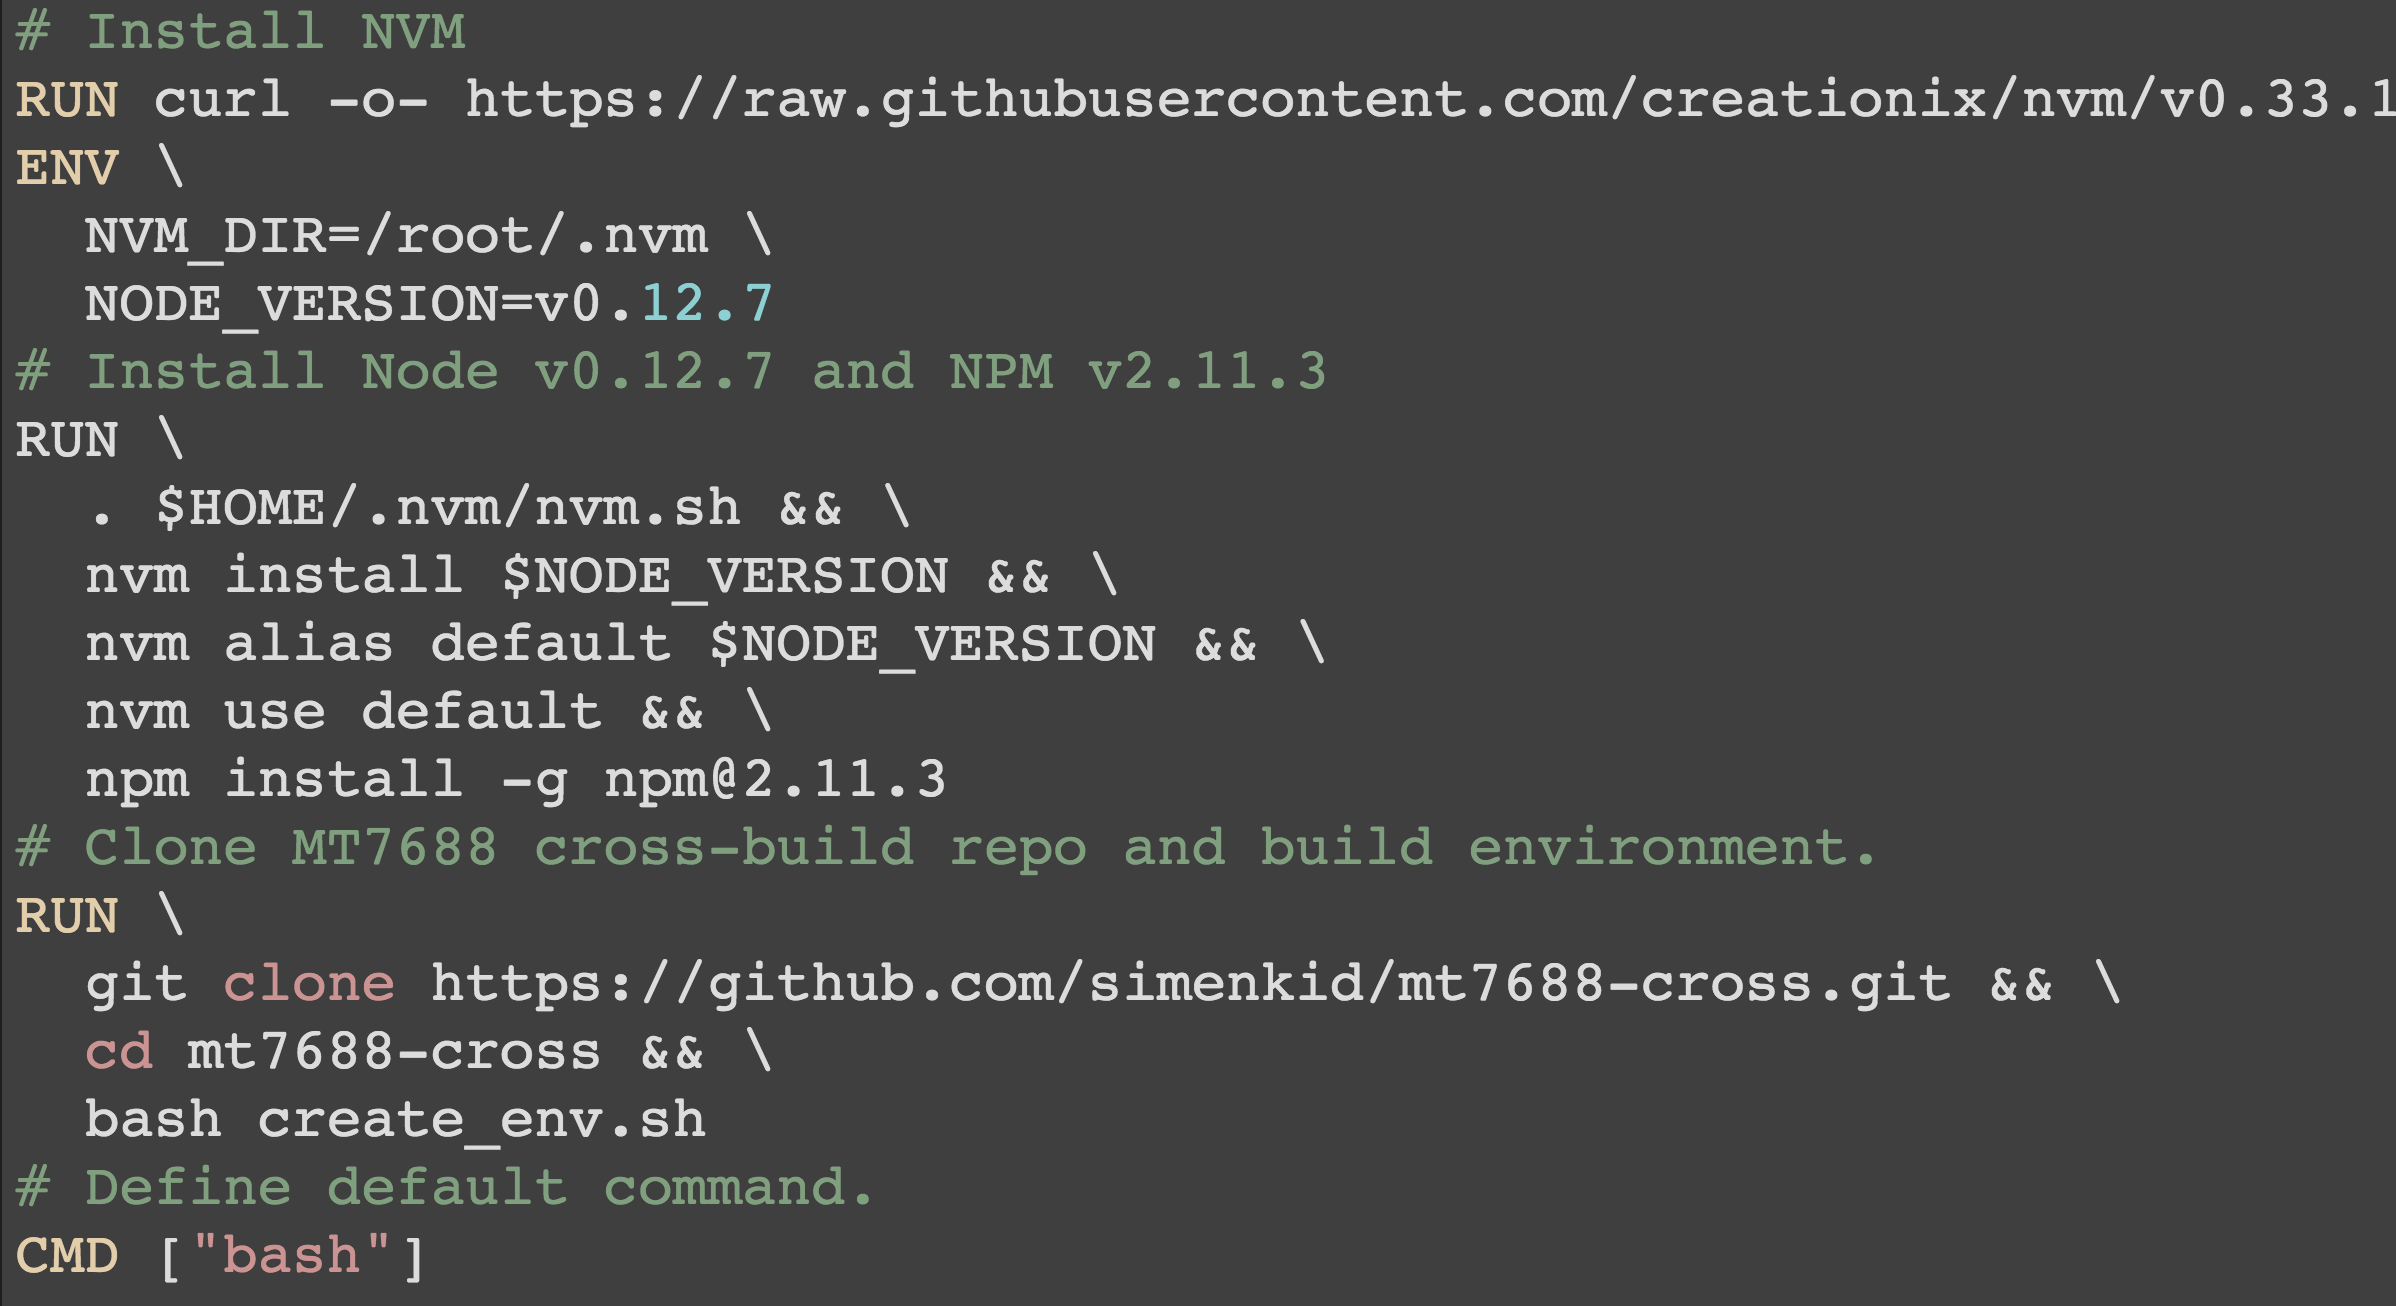 # Install NVM
RUN curl -o- https://raw.githubusercontent.com/creationix/nvm/v0.33.1
ENV \
  NVM_DIR=/root/.nvm \
  NODE_VERSION=v0.12.7
# Install Node v0.12.7 and NPM v2.11.3
RUN \
  . $HOME/.nvm/nvm.sh && \
  nvm install $NODE_VERSION && \
  nvm alias default $NODE_VERSION && \
  nvm use default && \
  npm install -g npm@2.11.3
# Clone MT7688 cross-build repo and build environment.
RUN \
  git clone https://github.com/simenkid/mt7688-cross.git && \
  cd mt7688-cross && \
  bash create_env.sh
# Define default command.
CMD ["bash"]